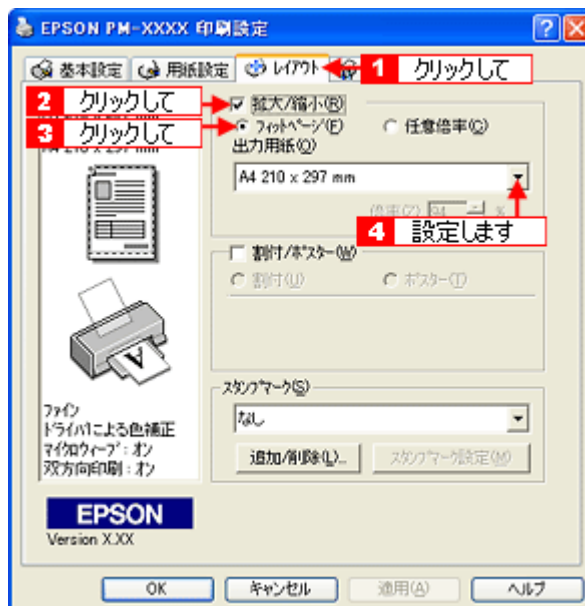 EPSON PM-XXXX 印刷設定
基本設定 用紙設定 レイアウト 1 クリックして
2 クリックして 拡大/縮小(R)
3 クリックして フィットページ(F) 任意倍率(C)
A4 210 x 297 mm 出力用紙(O)
A4 210 x 297 mm
倍率(Z) 94 %
4 設定します
割付/ポスター(W)
割付(U) ポスター(T)
スタンプマーク(S)
なし
追加/削除(L)... スタンプマーク設定(M)
ファイン
ドライバによる色補正
マイクロウィーブ:オン
双方向印刷:オン
EPSON
Version X.XX
OK キャンセル 適用(A) ヘルプ